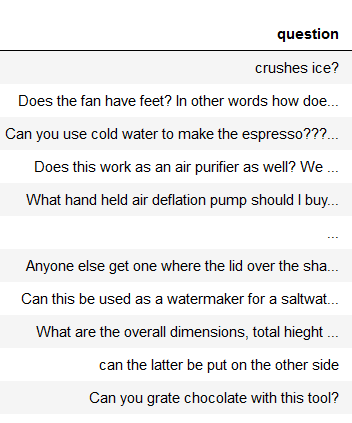 question
crushes ice?
Does the fan have feet? In other words how doe...
Can you use cold water to make the espresso???...
Does this work as an air purifier as well? We ...
What hand held air deflation pump should I buy...
...
Anyone else get one where the lid over the sha...
Can this be used as a watermaker for a saltwat...
What are the overall dimensions, total hieght ...
can the latter be put on the other side
Can you grate chocolate with this tool?